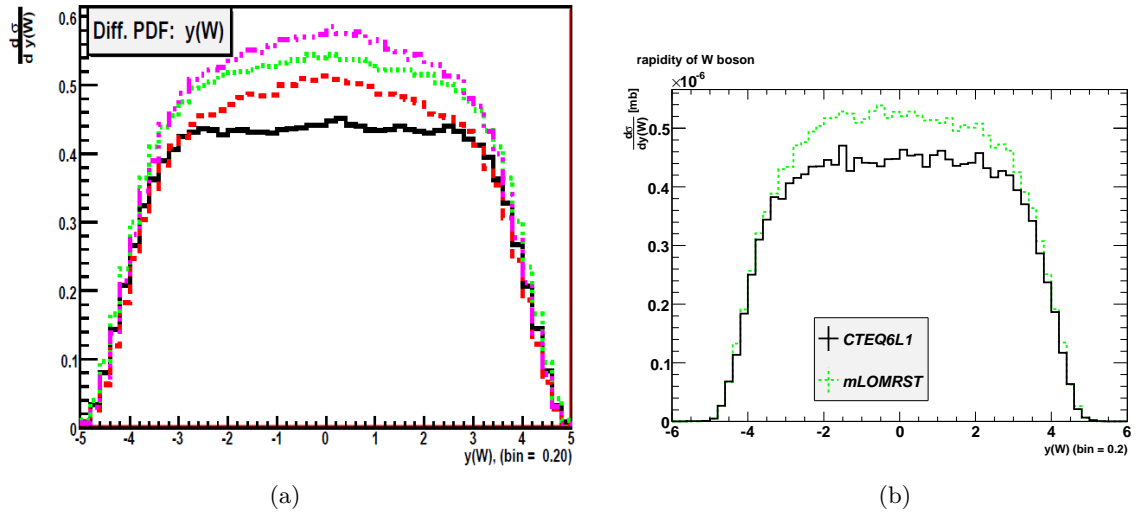 dσ
d y(W)
Diff. PDF: y(W)
0.6
0.5
0.4
0.3
0.2
0.1
0
-5 -4 -3 -2 -1 0 1 2 3 4 5
y(W), (bin = 0.20)
(a)
rapidity of W boson
×10⁻⁶
dσ
dy(W) [mb]
0.5
0.4
0.3
0.2
0.1
0
CTEQ6L1
mLOMRST
-6 -4 -2 0 2 4 6
y(W) (bin = 0.2)
(b)